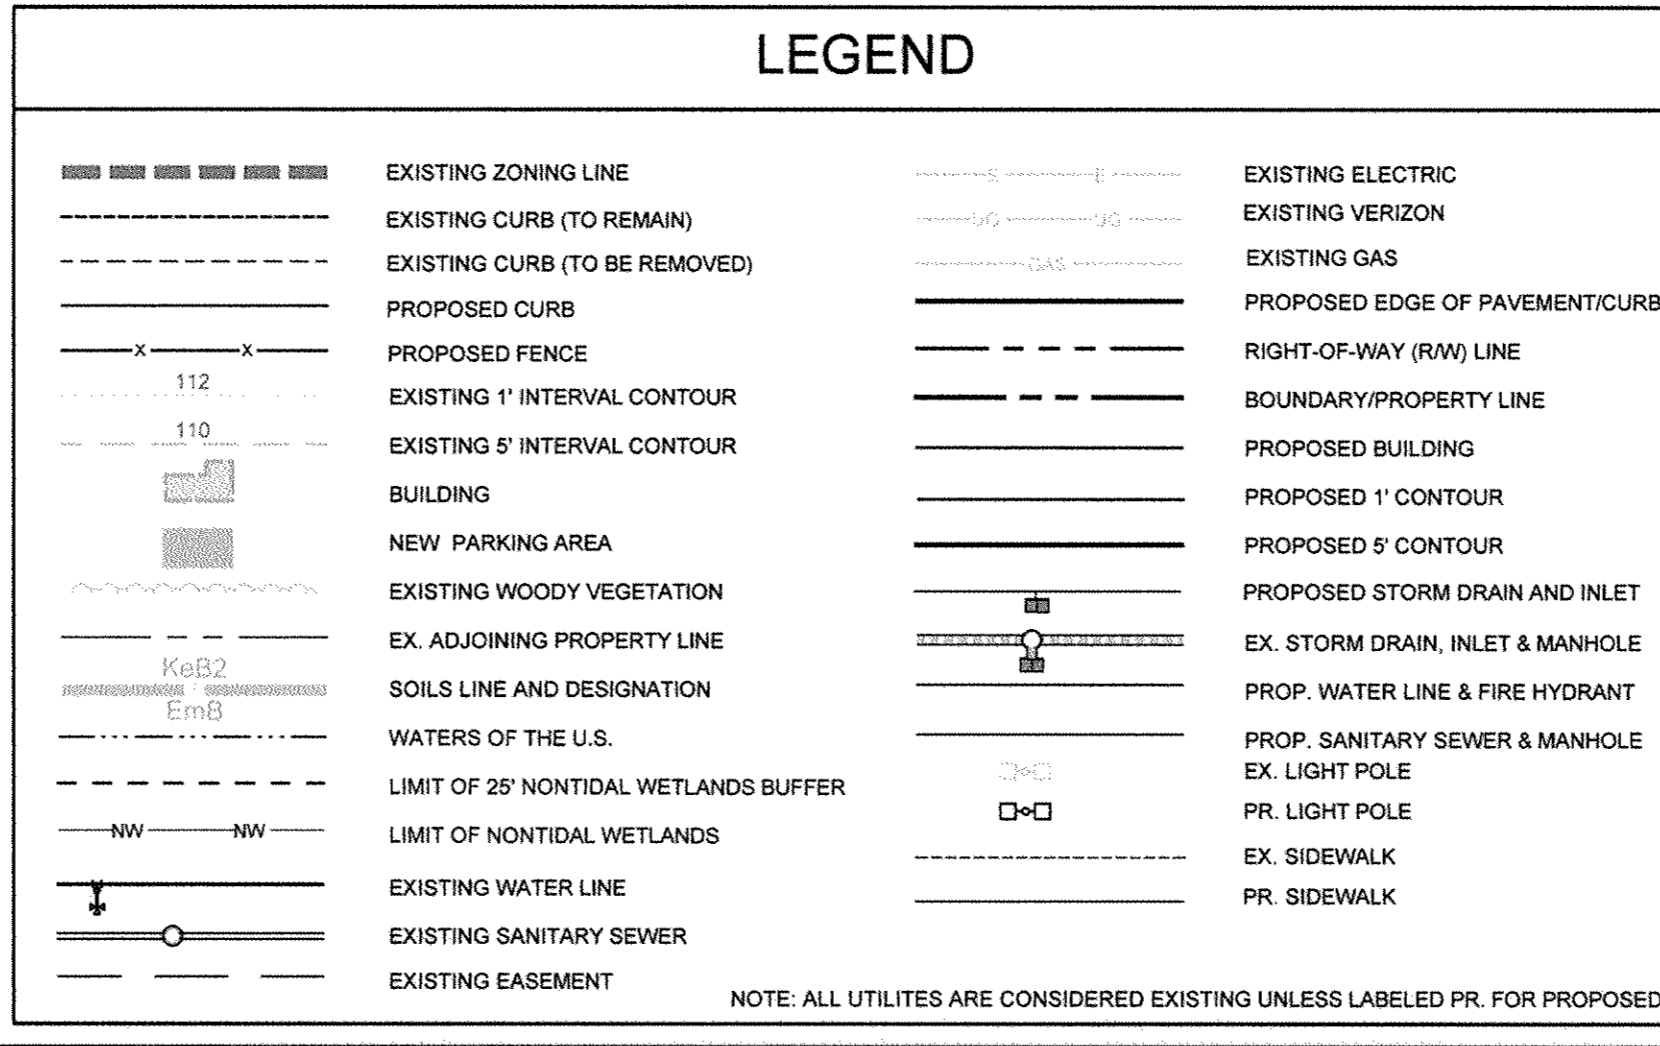 LEGEND
EXISTING ZONING LINE
EXISTING CURB (TO REMAIN)
EXISTING CURB (TO BE REMOVED)
PROPOSED CURB
X X PROPOSED FENCE
112
EXISTING 1' INTERVAL CONTOUR
110
EXISTING 5' INTERVAL CONTOUR
BUILDING
NEW PARKING AREA
EXISTING WOODY VEGETATION
EX. ADJOINING PROPERTY LINE
KeB2
SOILS LINE AND DESIGNATION
EmB
WATERS OF THE U.S.
LIMIT OF 25' NONTIDAL WETLANDS BUFFER
NW NW LIMIT OF NONTIDAL WETLANDS
EXISTING WATER LINE
EXISTING SANITARY SEWER
EXISTING EASEMENT
E E EXISTING ELECTRIC
UG UG EXISTING VERIZON
GAS EXISTING GAS
PROPOSED EDGE OF PAVEMENT/CURB
RIGHT-OF-WAY (R/W) LINE
BOUNDARY/PROPERTY LINE
PROPOSED BUILDING
PROPOSED 1' CONTOUR
PROPOSED 5' CONTOUR
PROPOSED STORM DRAIN AND INLET
EX. STORM DRAIN, INLET & MANHOLE
PROP. WATER LINE & FIRE HYDRANT
PROP. SANITARY SEWER & MANHOLE
EX. LIGHT POLE
PR. LIGHT POLE
EX. SIDEWALK
PR. SIDEWALK
NOTE: ALL UTILITES ARE CONSIDERED EXISTING UNLESS LABELED PR. FOR PROPOSED